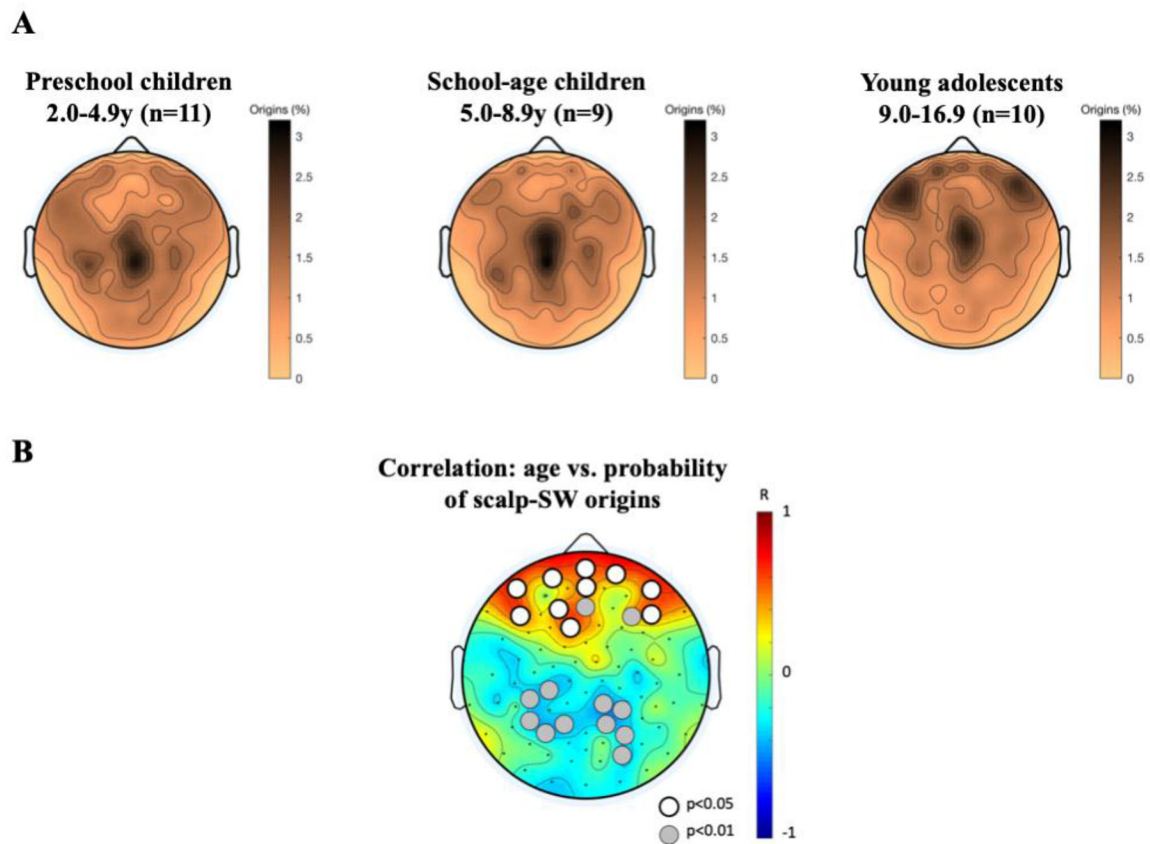 A
Preschool children
2.0-4.9y (n=11)
Origins (%)
3
2.5
2
1.5
1
0.5
0
School-age children
5.0-8.9y (n=9)
Origins (%)
3
2.5
2
1.5
1
0.5
0
Young adolescents
9.0-16.9 (n=10)
Origins (%)
3
2.5
2
1.5
1
0.5
0
B
Correlation: age vs. probability
of scalp-SW origins
R
1
0
-1
p<0.05
p<0.01